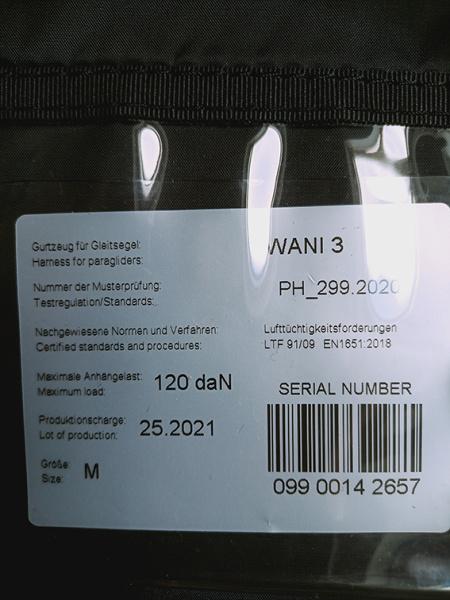 Gurtzeug für Gleitsegel: WANI 3
Harness for paragliders:
Nummer der Musterprüfung: PH_299.2020
Testregulation/Standards:
Nachgewiesene Normen und Verfahren: Lufttüchtigkeitsforderungen
Certified standards and procedures: LTF 91/09 EN1651:2018
Maximale Anhängelast: 120 daN
Maximum load:
SERIAL NUMBER
Produktionscharge: 25.2021
Lot of production:
Größe: M
Size:
099 0014 2657